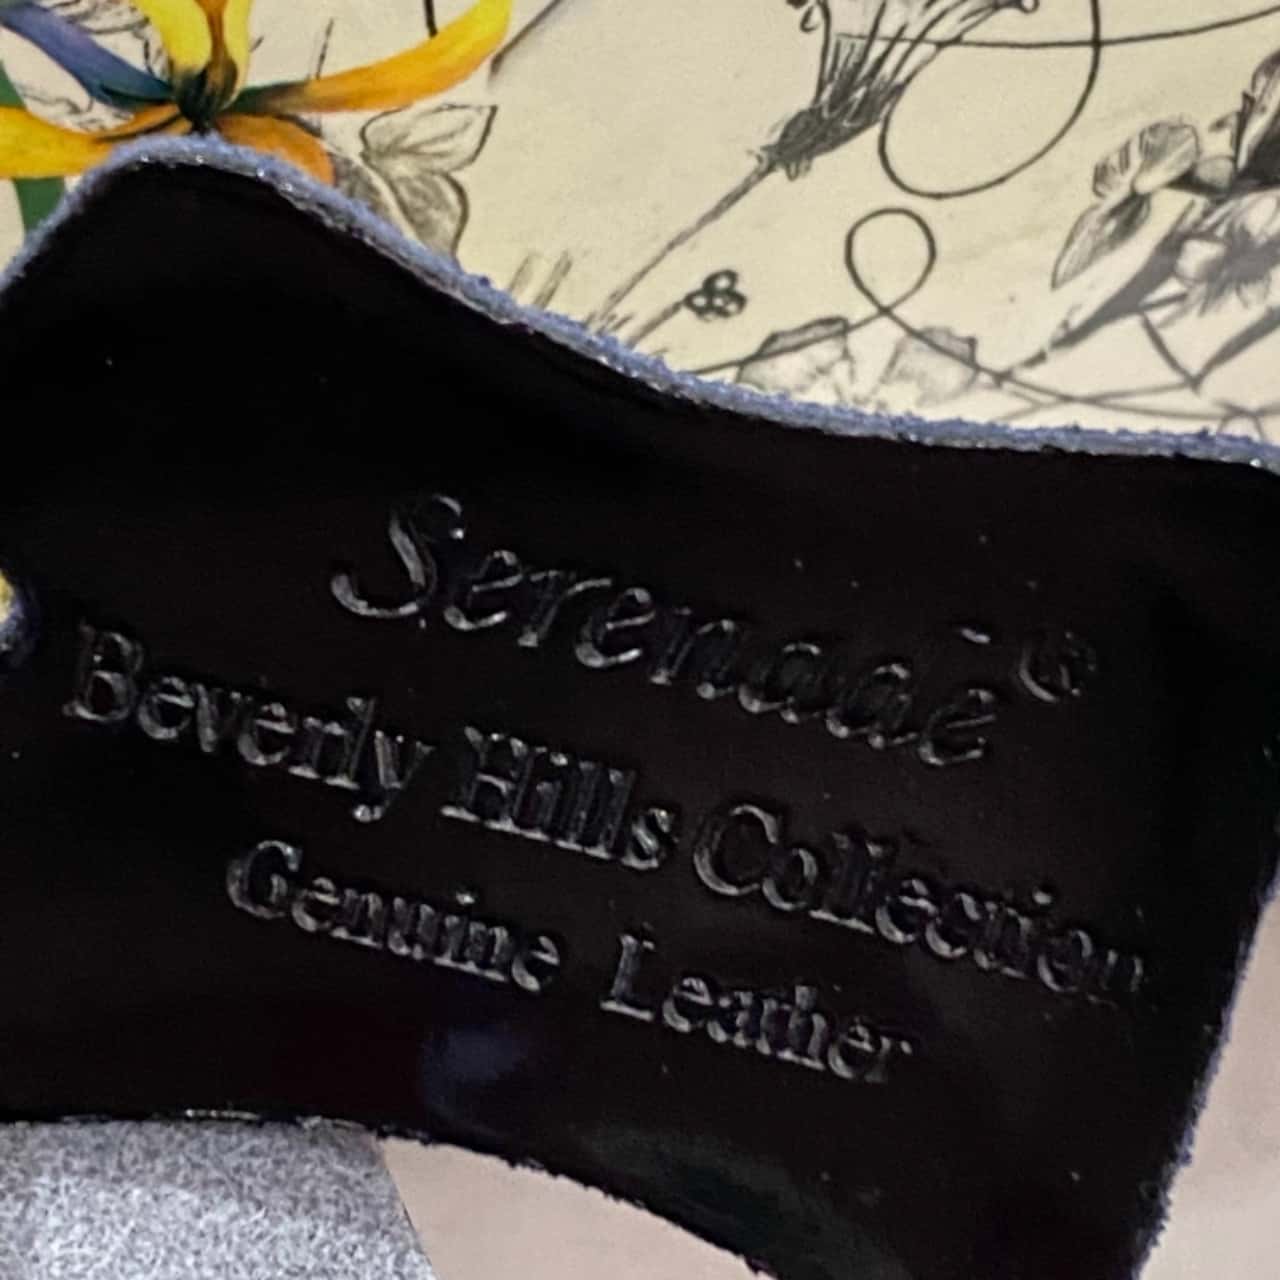 Serenade®
Beverly Hills Collection
Genuine Leather